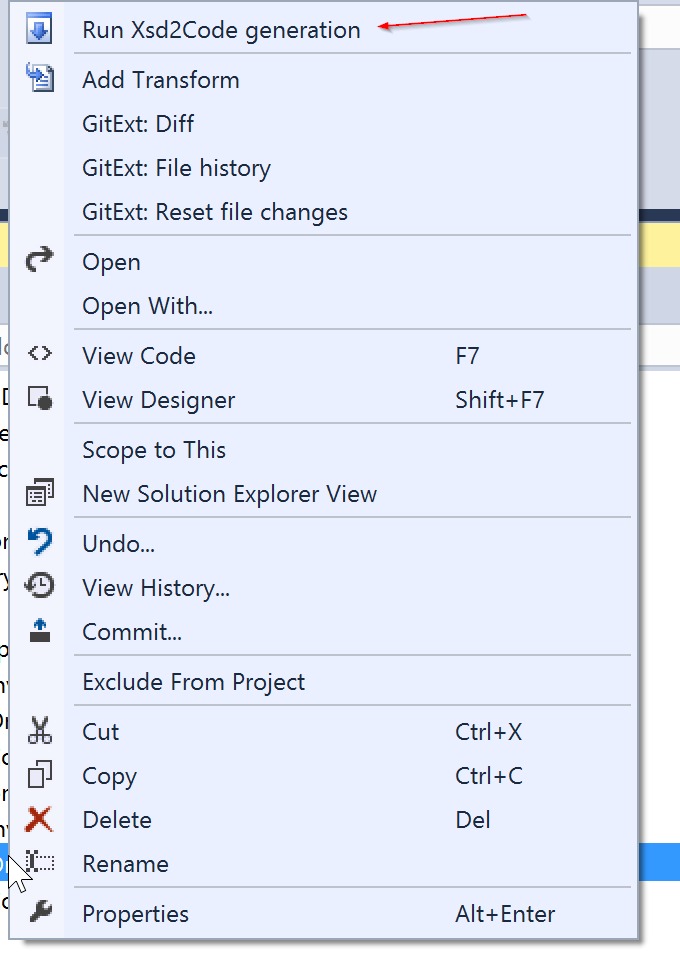 Run Xsd2Code generation
Add Transform
GitExt: Diff
GitExt: File history
GitExt: Reset file changes
Open
Open With...
View Code F7
View Designer Shift+F7
Scope to This
New Solution Explorer View
Undo...
View History...
Commit...
Exclude From Project
Cut Ctrl+X
Copy Ctrl+C
Delete Del
Rename
Properties Alt+Enter